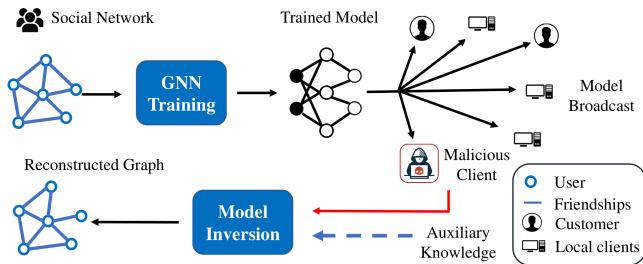 Social Network
Trained Model
GNN
Training
Model
Broadcast
Reconstructed Graph
Malicious
Client
Model
Inversion
Auxiliary
Knowledge
User
Friendships
Customer
Local clients